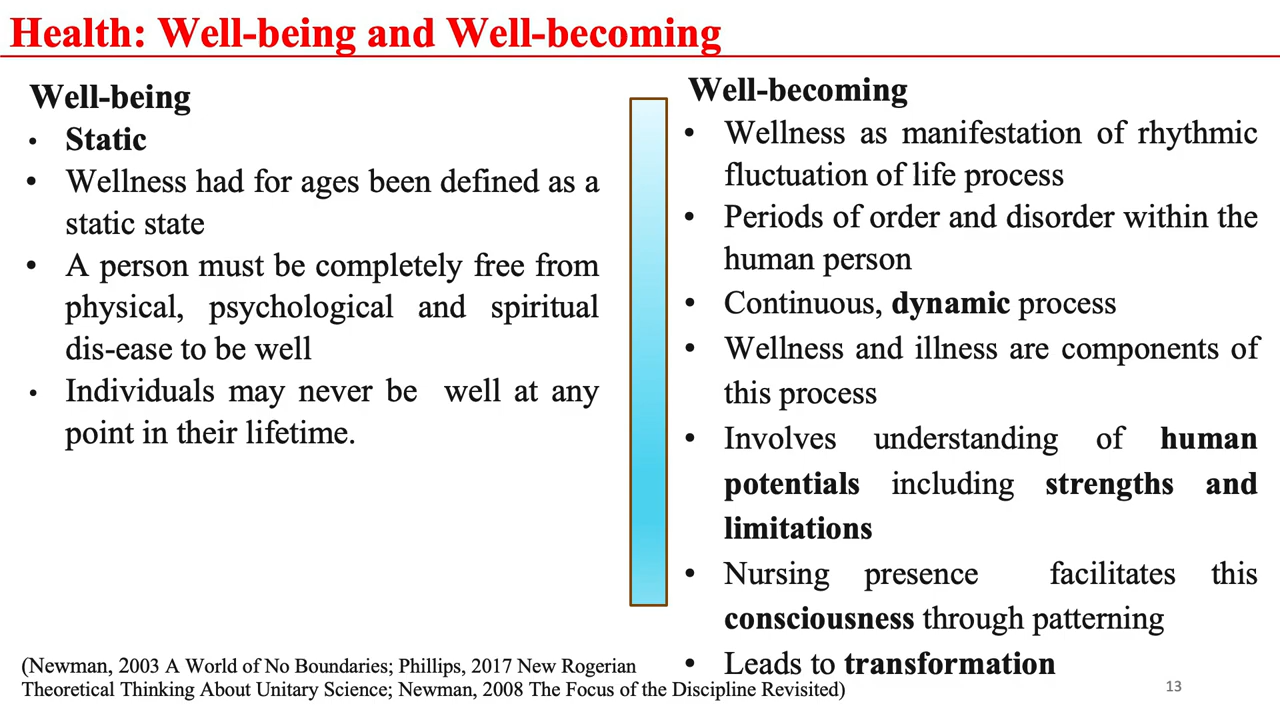 Health: Well-being and Well-becoming
Well-being
• Static
• Wellness had for ages been defined as a
static state
• A person must be completely free from
physical, psychological and spiritual
dis-ease to be well
• Individuals may never be well at any
point in their lifetime.
Well-becoming
• Wellness as manifestation of rhythmic
fluctuation of life process
• Periods of order and disorder within the
human person
• Continuous, dynamic process
• Wellness and illness are components of
this process
• Involves understanding of human
potentials including strengths and
limitations
• Nursing presence facilitates this
consciousness through patterning
• Leads to transformation
(Newman, 2003 A World of No Boundaries; Phillips, 2017 New Rogerian
Theoretical Thinking About Unitary Science; Newman, 2008 The Focus of the Discipline Revisited)
13